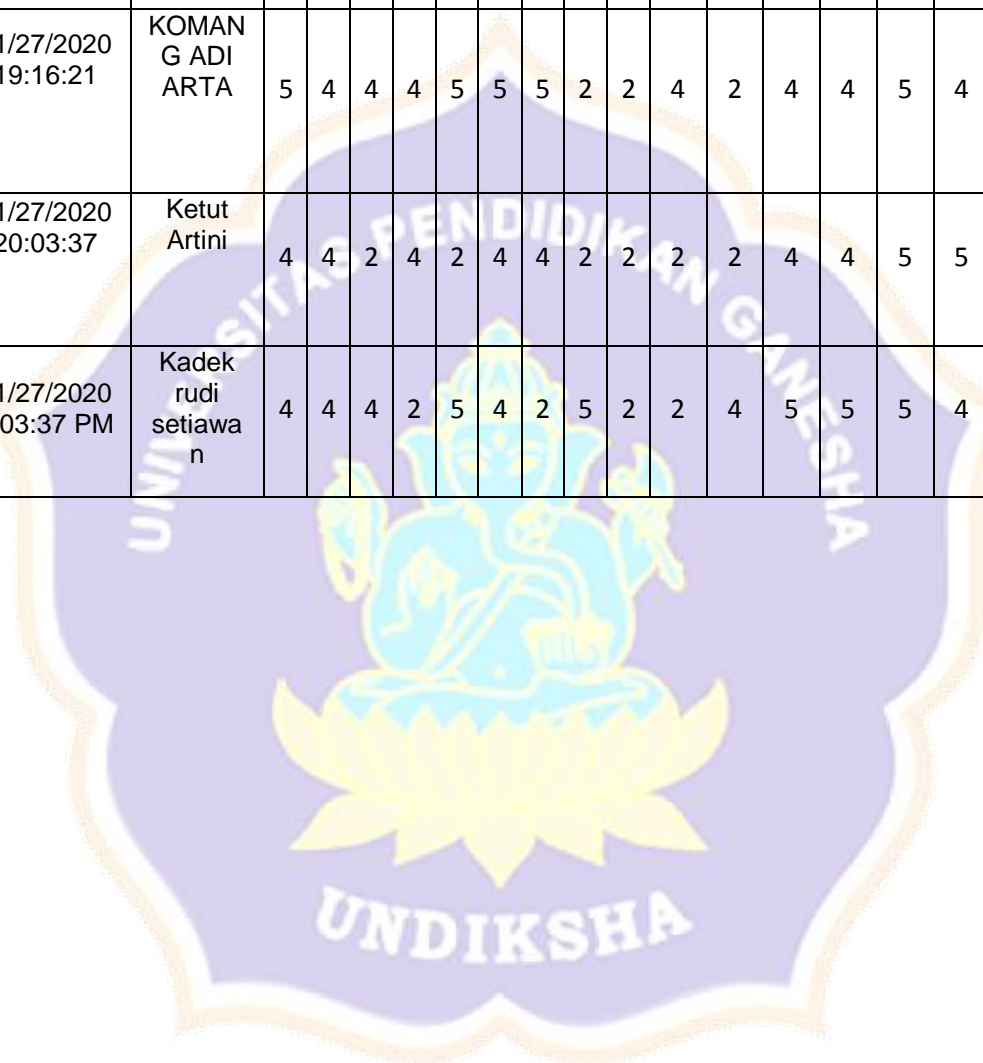 1/27/2020
19:16:21
KOMAN
G ADI
ARTA
5 4 4 4 5 5 5 2 2 4 2 4 4 5 4
1/27/2020
20:03:37
Ketut
Artini
4 4 2 4 2 4 4 2 2 2 2 4 4 5 5
1/27/2020
03:37 PM
Kadek
rudi
setiawa
n
4 4 4 2 5 4 2 5 2 2 4 5 5 5 4
UNIVERSITAS PENDIDIKAN GANESHA
UNDIKSHA